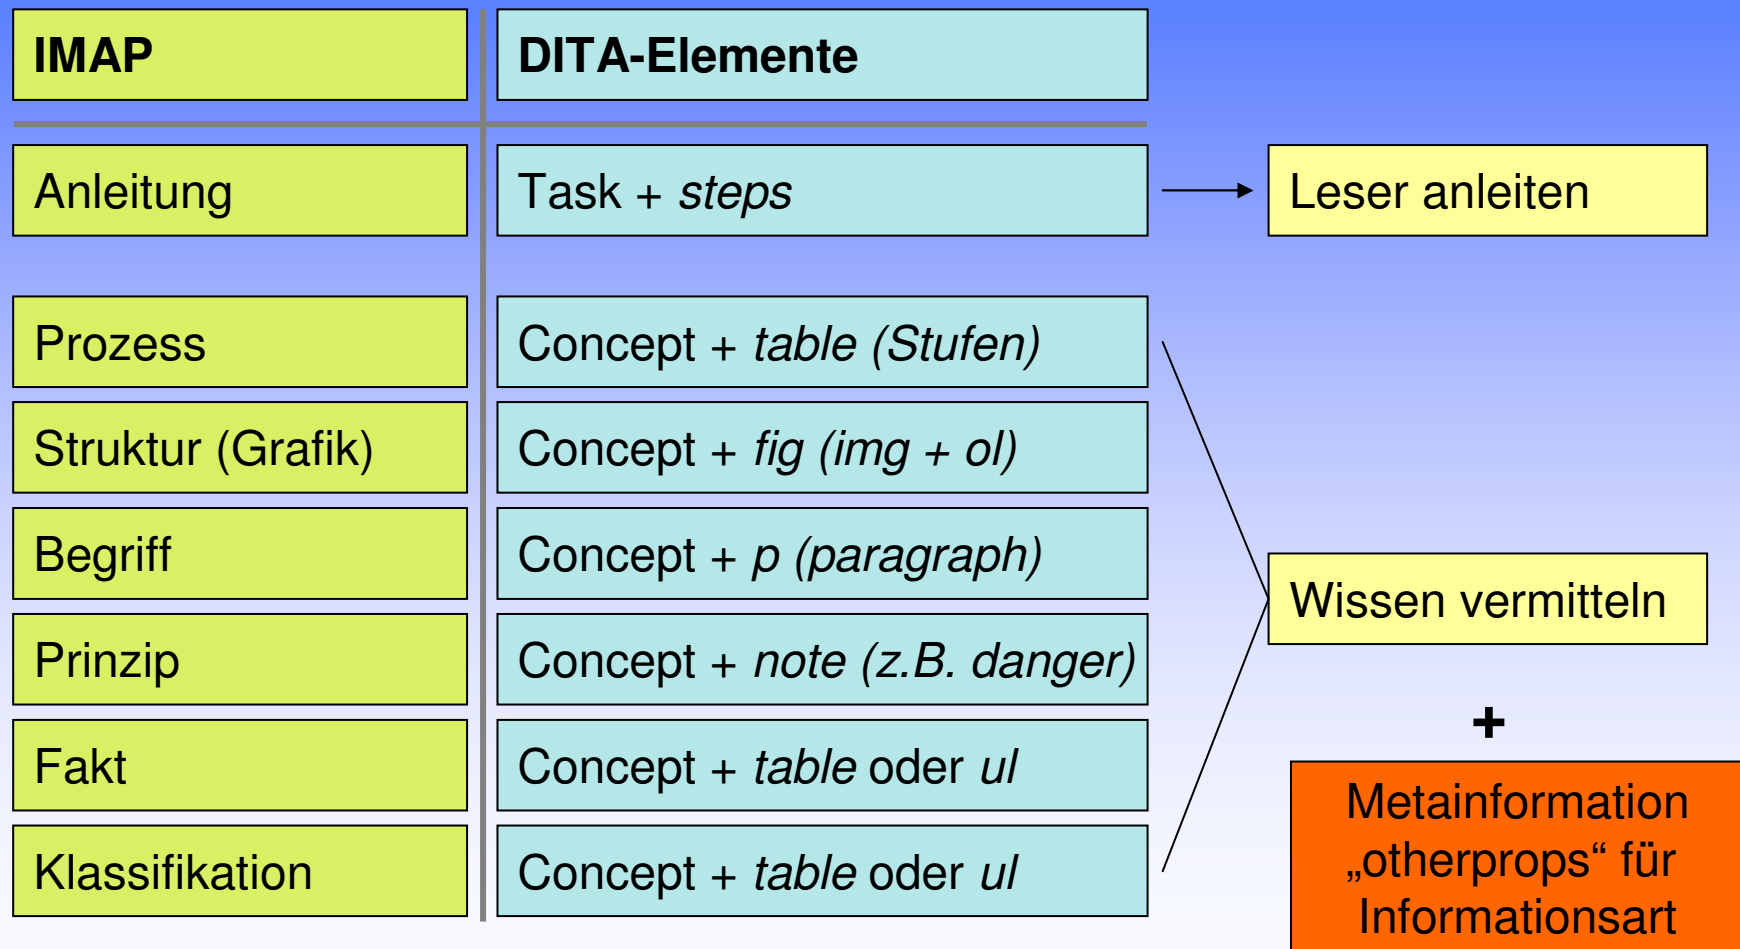 IMAP
DITA-Elemente
Anleitung
Task + steps
Leser anleiten
Prozess
Concept + table (Stufen)
Struktur (Grafik)
Concept + fig (img + ol)
Begriff
Concept + p (paragraph)
Wissen vermitteln
Prinzip
Concept + note (z.B. danger)
+
Fakt
Concept + table oder ul
Klassifikation
Concept + table oder ul
Metainformation
„otherprops“ für
Informationsart